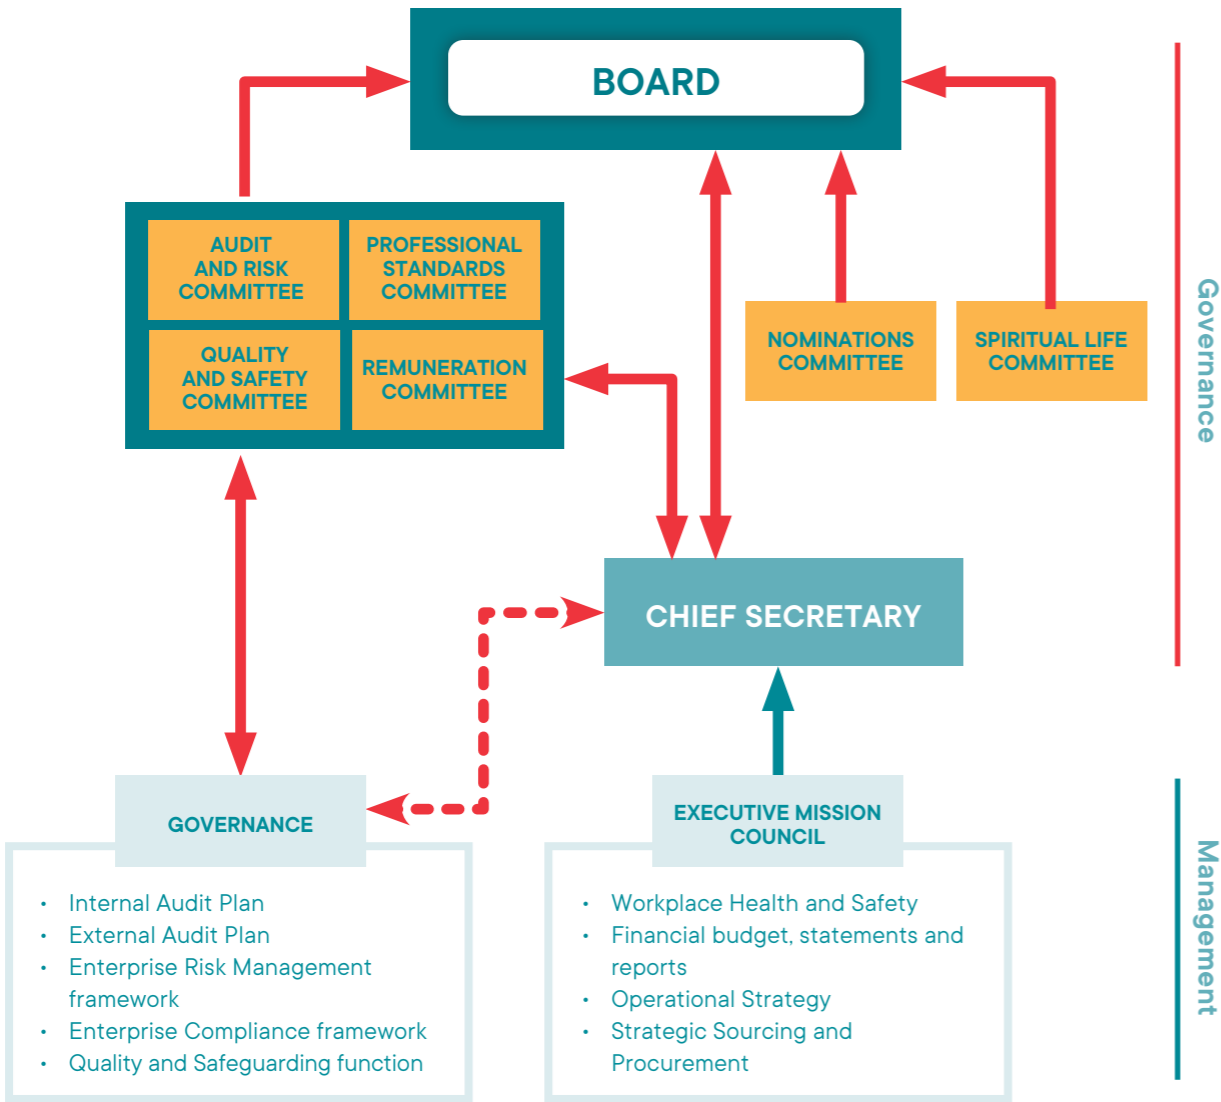 BOARD
AUDIT
AND RISK
COMMITTEE
PROFESSIONAL
STANDARDS
COMMITTEE
QUALITY
AND SAFETY
COMMITTEE
REMUNERATION
COMMITTEE
NOMINATIONS
COMMITTEE
SPIRITUAL LIFE
COMMITTEE
Governance
CHIEF SECRETARY
GOVERNANCE
• Internal Audit Plan
• External Audit Plan
• Enterprise Risk Management
framework
• Enterprise Compliance framework
• Quality and Safeguarding function
EXECUTIVE MISSION
COUNCIL
• Workplace Health and Safety
• Financial budget, statements and
reports
• Operational Strategy
• Strategic Sourcing and
Procurement
Management